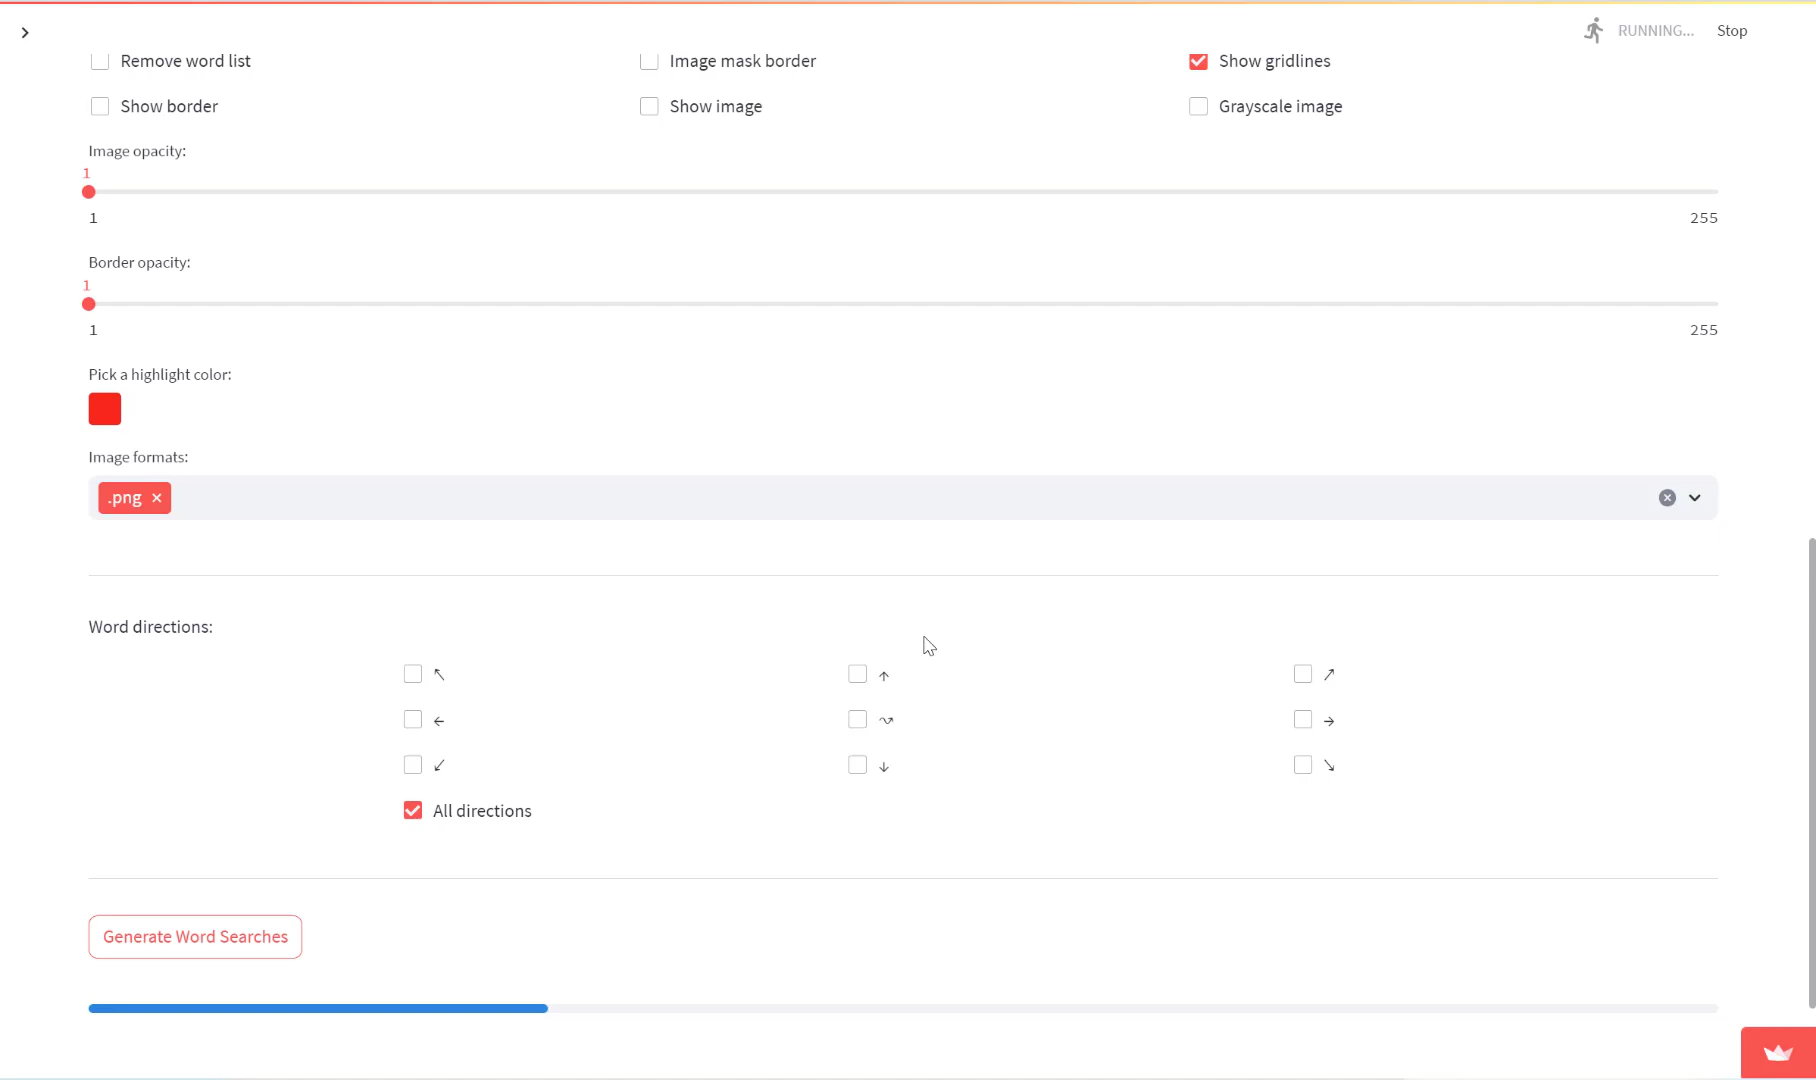 RUNNING... Stop
Remove word list Image mask border Show gridlines
Show border Show image Grayscale image
Image opacity:
1
1 255
Border opacity:
1
1 255
Pick a highlight color:
Image formats:
.png ×
Word directions:
↖ ↑ ↗
← ↝ →
↙ ↓ ↘
All directions
Generate Word Searches